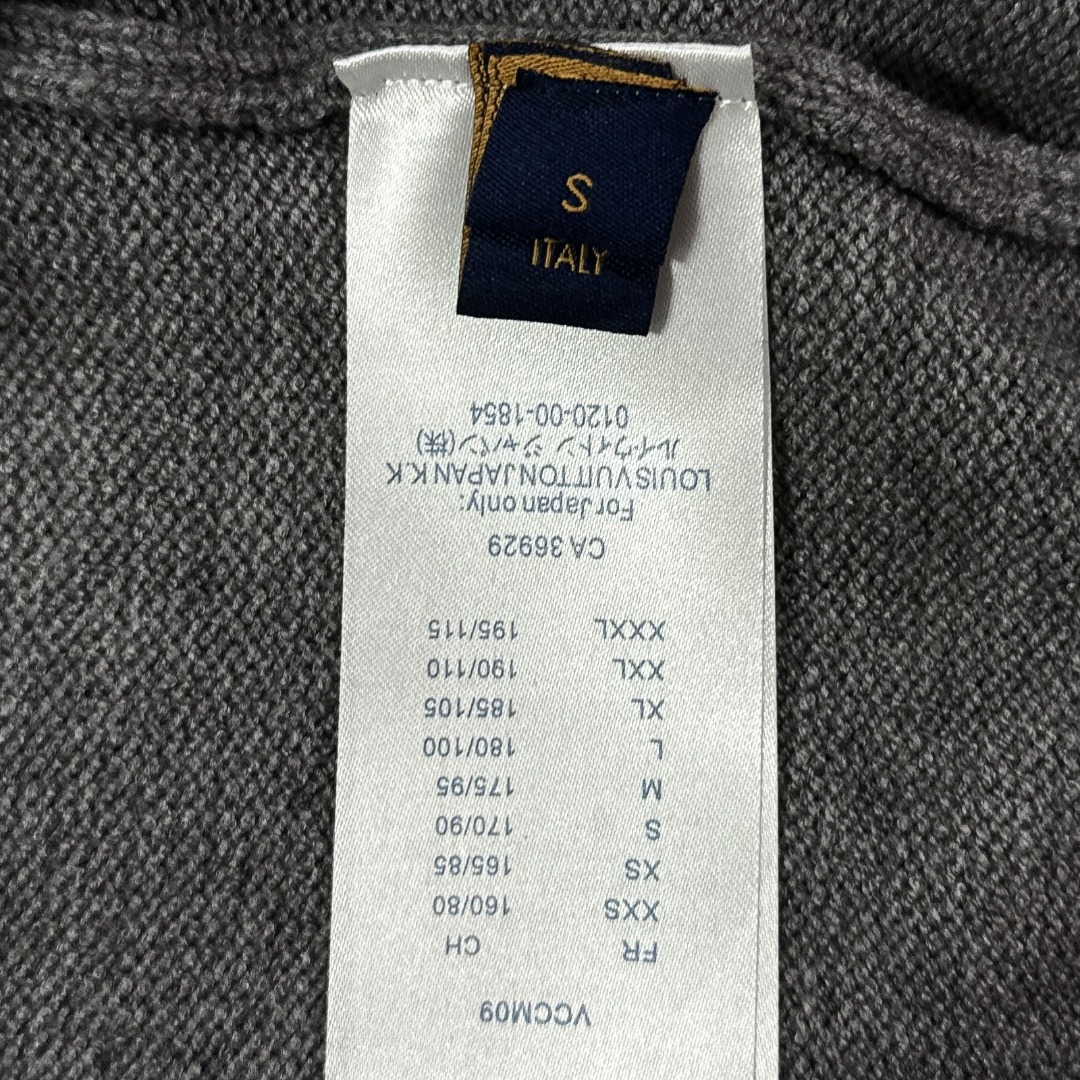 S
ITALY
VCCM09
FR CH
XXS 160/80
XS 165/85
S 170/90
M 175/95
L 180/100
XL 185/105
XXL 190/110
XXXL 195/115
CA 36929
For Japan only:
LOUIS VUITTON JAPAN K.K
ルイ・ヴィトン ジャパン(株)
0120-00-1854